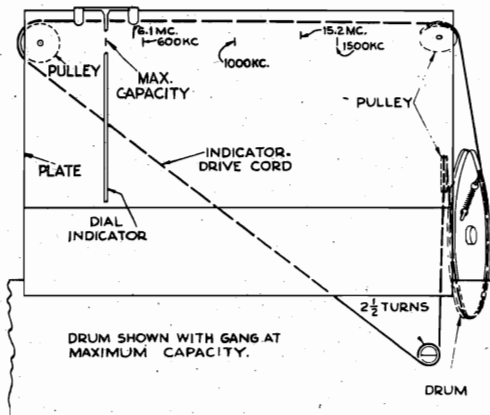 6.1 MC.
600KC.
15.2 MC.
1500KC.
1000KC.
PULLEY
MAX.
CAPACITY
PULLEY
INDICATOR-
DRIVE CORD
PLATE
DIAL
INDICATOR
2½ TURNS
DRUM SHOWN WITH GANG AT
MAXIMUM CAPACITY.
DRUM